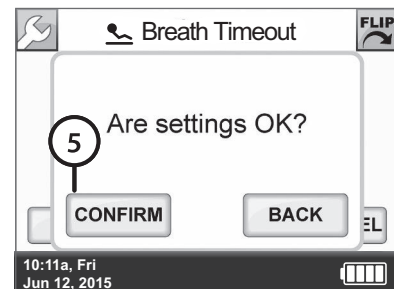 Breath Timeout
FLIP
Are settings OK?
5
CONFIRM
BACK
EL
10:11a, Fri
Jun 12, 2015